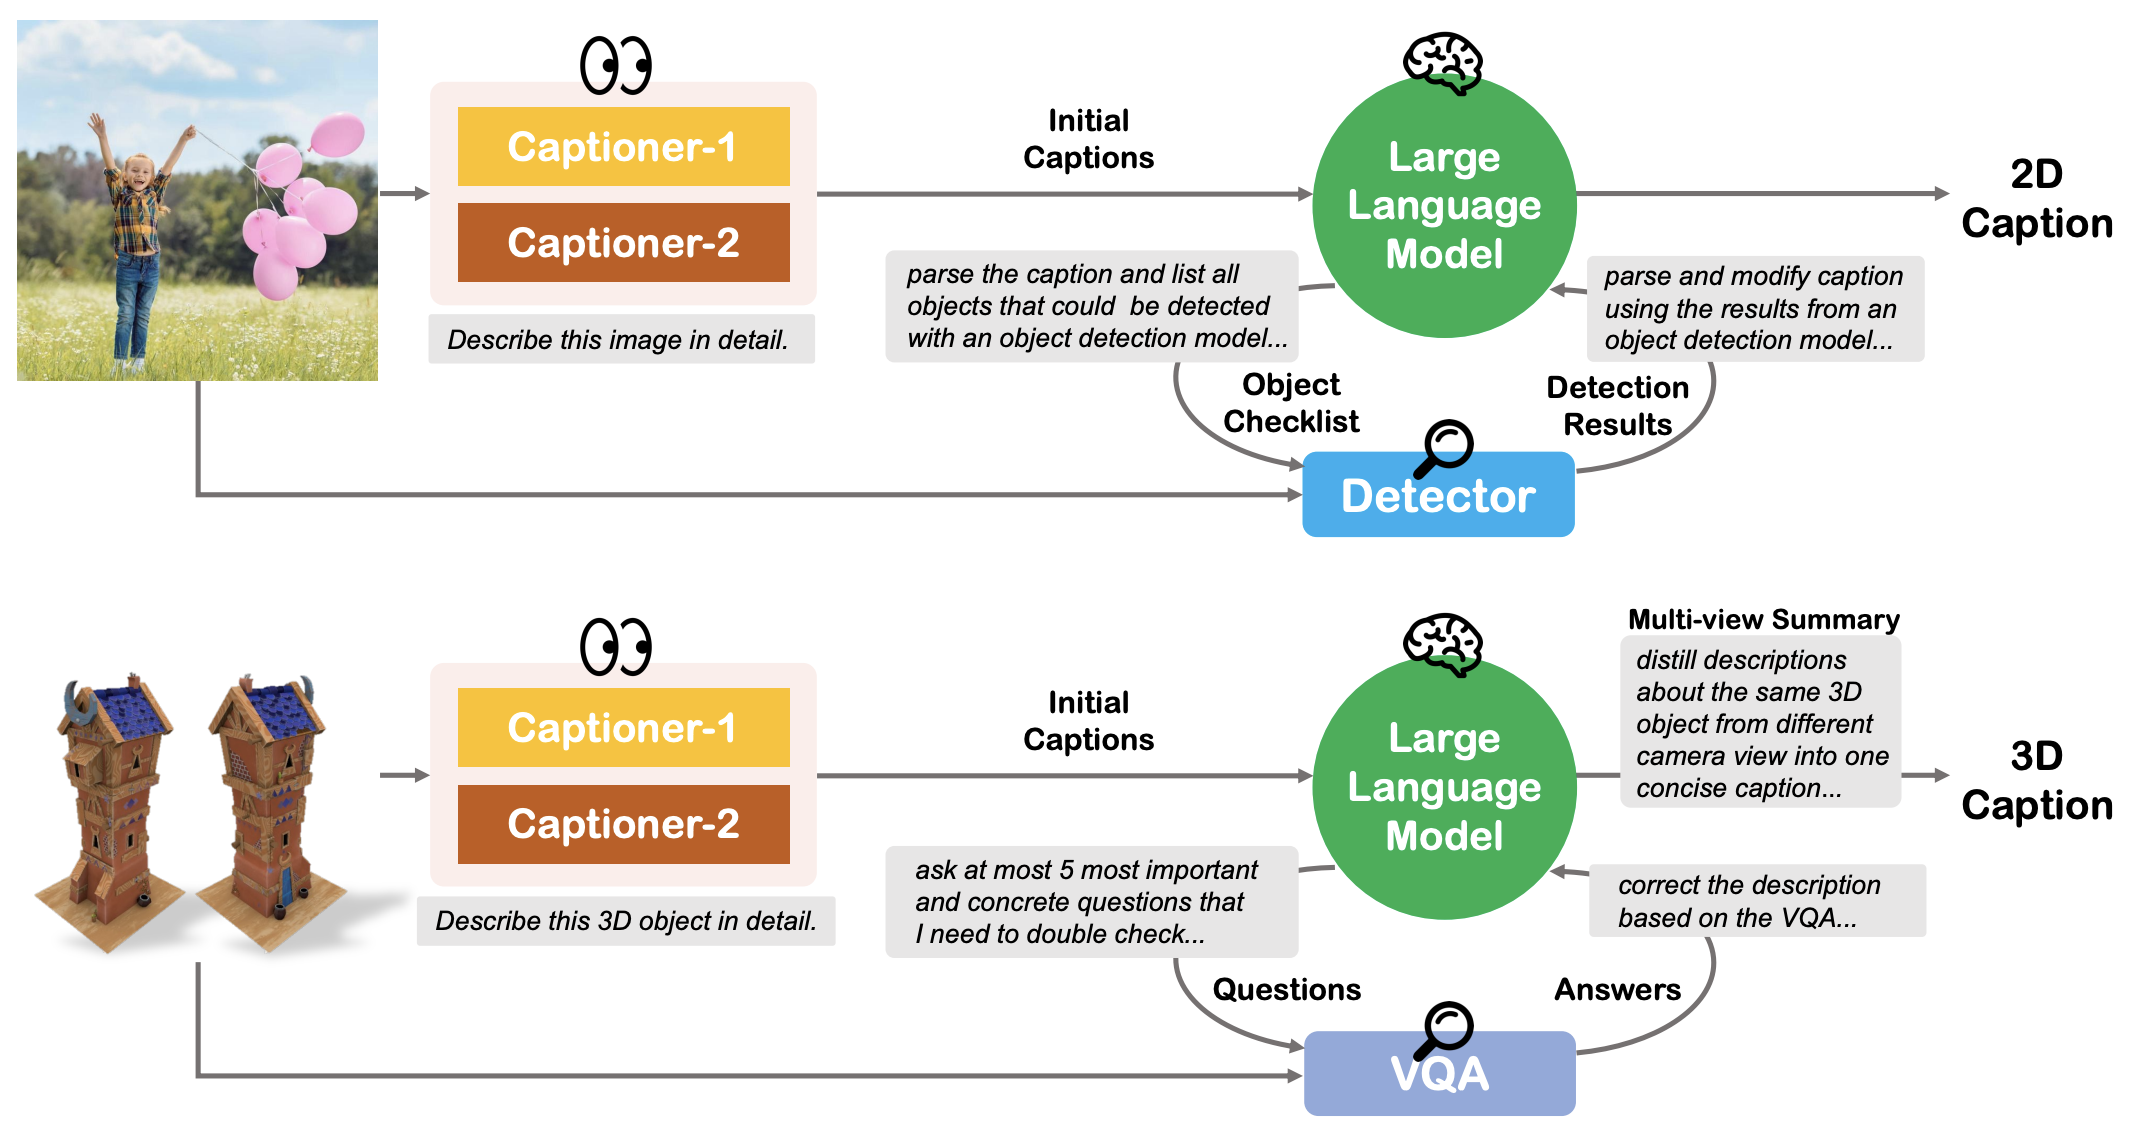 Captioner-1
Captioner-2
Describe this image in detail.
Initial
Captions
Large
Language
Model
2D
Caption
parse the caption and list all
objects that could  be detected
with an object detection model...
parse and modify caption
using the results from an
object detection model...
Object
Checklist
Detection
Results
Detector
Captioner-1
Captioner-2
Describe this 3D object in detail.
Initial
Captions
Large
Language
Model
Multi-view Summary
distill descriptions
about the same 3D
object from different
camera view into one
concise caption...
3D
Caption
ask at most 5 most important
and concrete questions that
I need to double check...
correct the description
based on the VQA...
Questions
Answers
VQA